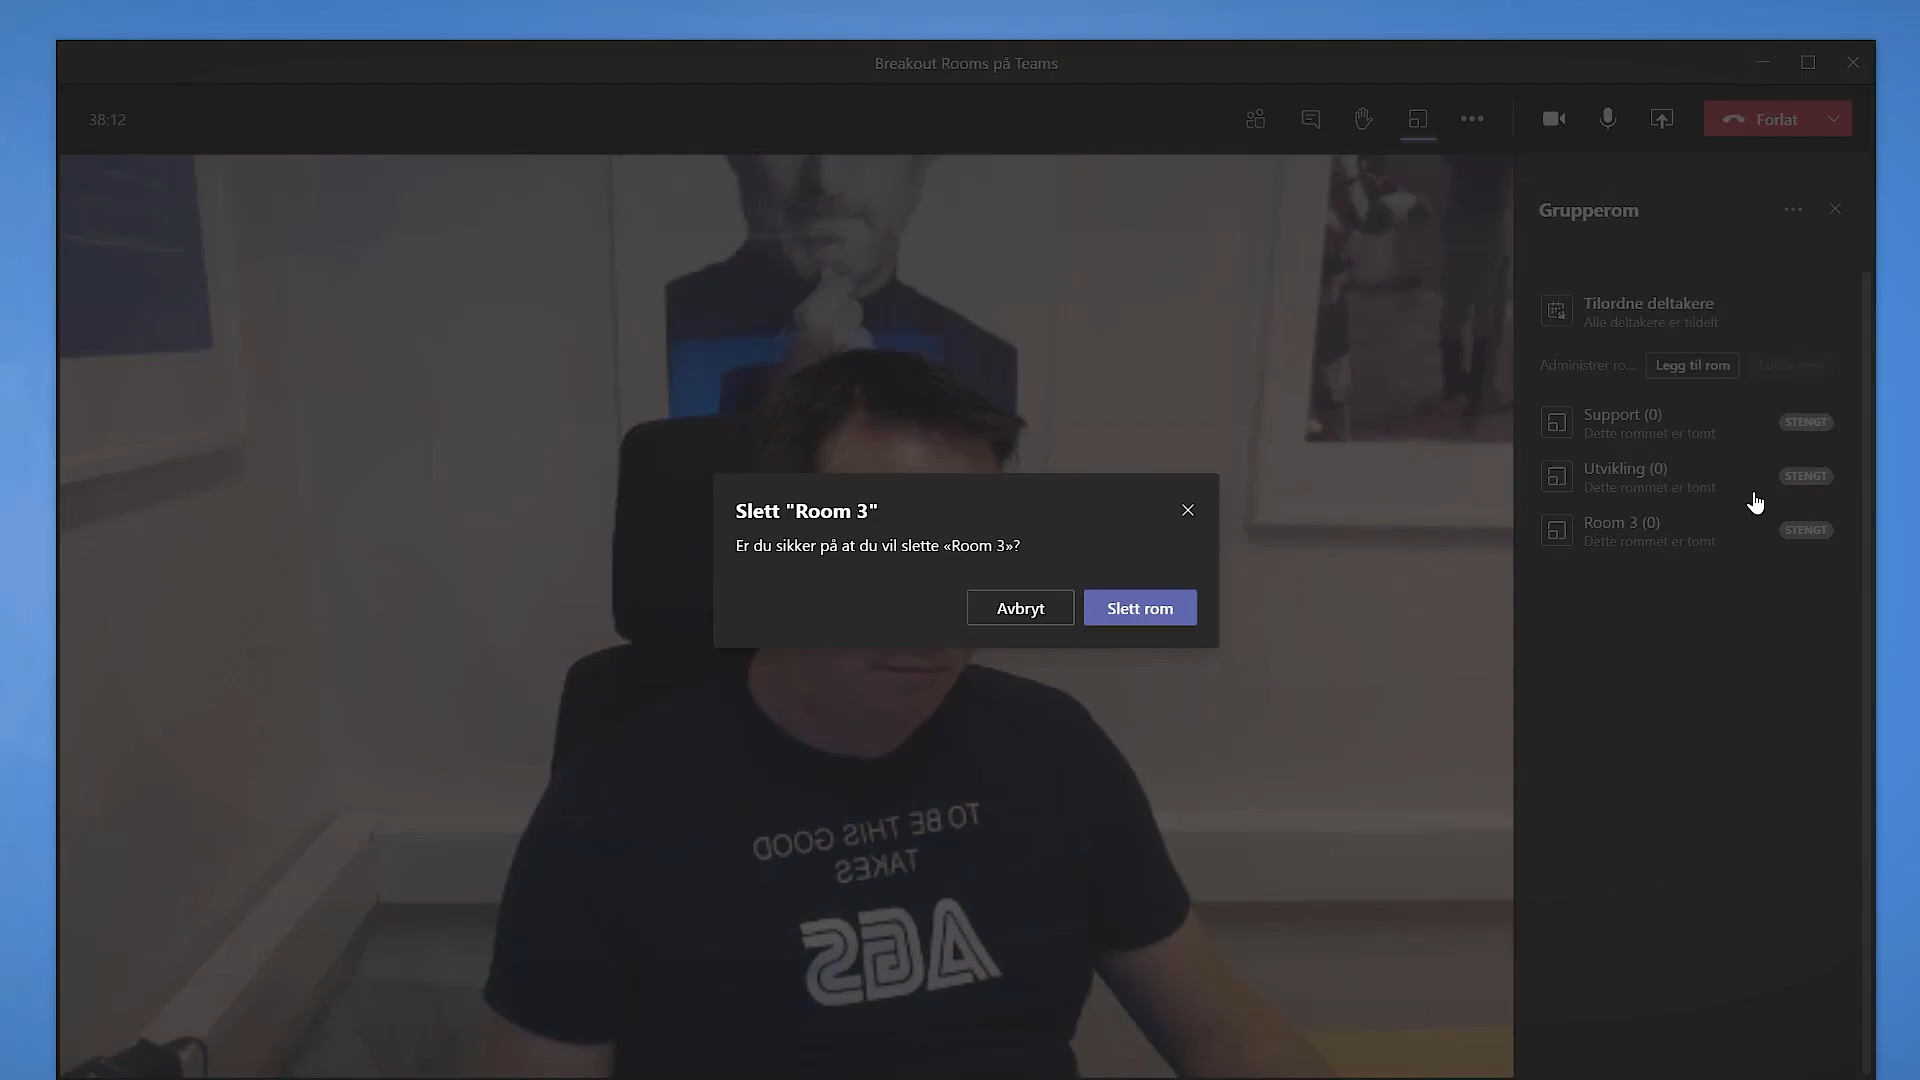 Breakout Rooms på Teams
38:12
Forlat
Grupperom
Tilordne deltakere
Alle deltakere er tildelt
Administrer ro...
Legg til rom
Support (0)
Dette rommet er tomt
STENGT
Utvikling (0)
Dette rommet er tomt
STENGT
Room 3 (0)
Dette rommet er tomt
STENGT
Slett "Room 3"
Er du sikker på at du vil slette «Room 3»?
Avbryt
Slett rom
TO BE THIS GOOD
TAKES
AGES